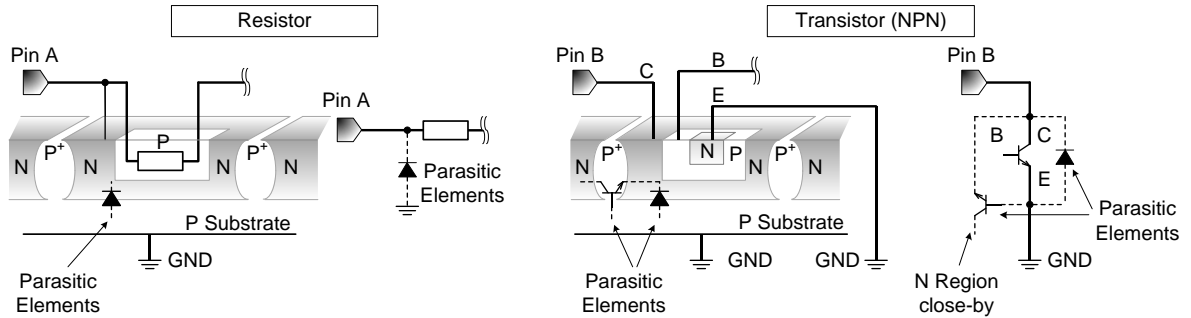 Resistor
Transistor (NPN)
Pin A
Pin B
C
B
E
Pin B
Pin A
N
P+
N
P
P+
N
N
P+
N
P
P+
N
N
B
C
E
Parasitic
Elements
P Substrate
P Substrate
Parasitic
Elements
GND
GND
GND
GND
Parasitic
Elements
Parasitic
Elements
N Region
close-by